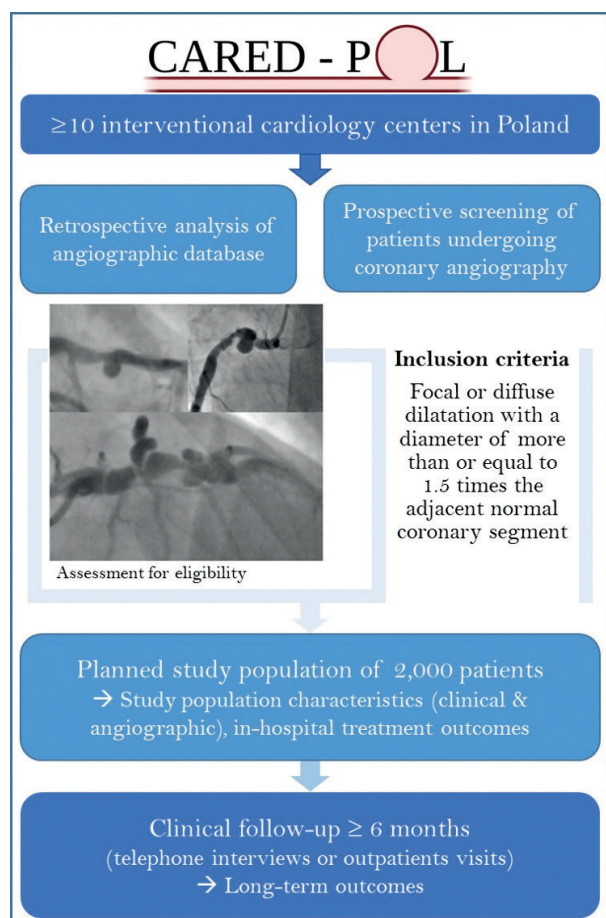 CARED - POL
≥10 interventional cardiology centers in Poland
Retrospective analysis of
angiographic database
Prospective screening of
patients undergoing
coronary angiography
Assessment for eligibility
Inclusion criteria
Focal or diffuse
dilatation with a
diameter of more
than or equal to
1.5 times the
adjacent normal
coronary segment
Planned study population of 2,000 patients
→ Study population characteristics (clinical &
angiographic), in-hospital treatment outcomes
Clinical follow-up ≥ 6 months
(telephone interviews or outpatients visits)
→ Long-term outcomes